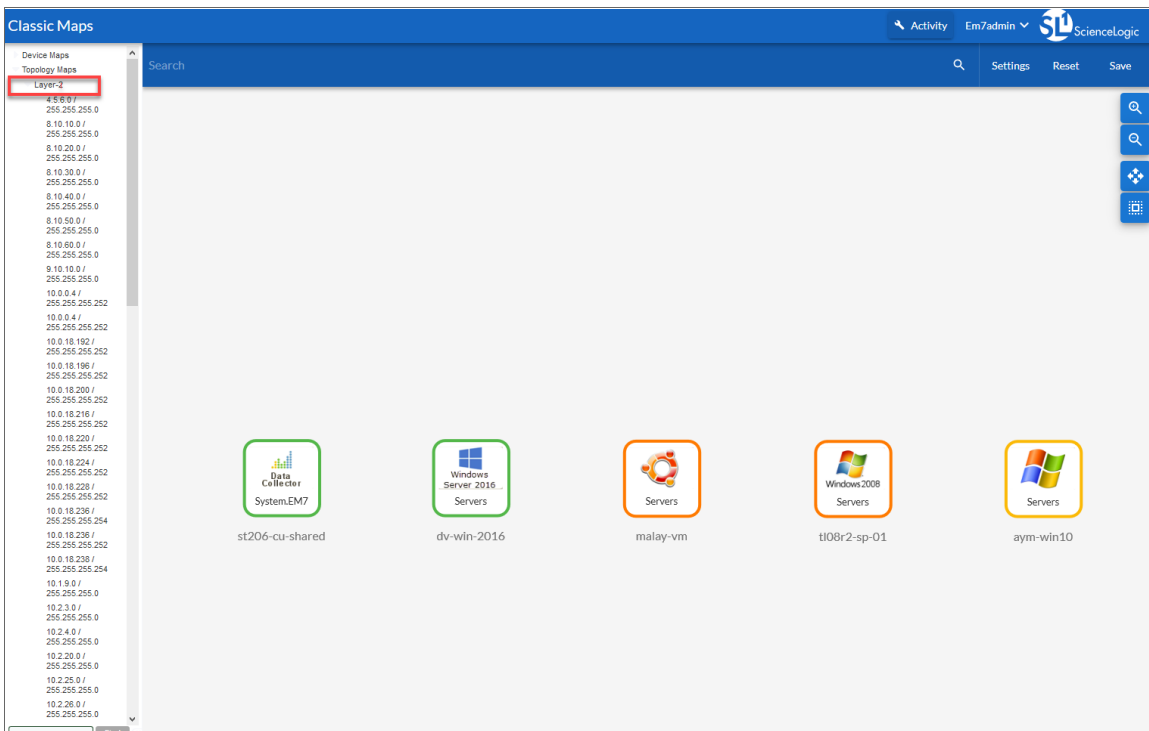 Classic Maps
Activity
Em7admin
SL1 ScienceLogic
Device Maps
Topology Maps
Layer-2
Search
Settings
Reset
Save
4.5.6.0 /
255.255.255.0
8.10.10.0 /
255.255.255.0
8.10.20.0 /
255.255.255.0
8.10.30.0 /
255.255.255.0
8.10.40.0 /
255.255.255.0
8.10.50.0 /
255.255.255.0
8.10.60.0 /
255.255.255.0
9.10.10.0 /
255.255.255.0
10.0.0.4 /
255.255.255.252
10.0.0.4 /
255.255.255.252
10.0.18.192 /
255.255.255.252
10.0.18.196 /
255.255.255.252
10.0.18.200 /
255.255.255.252
10.0.18.216 /
255.255.255.252
10.0.18.220 /
255.255.255.252
10.0.18.224 /
255.255.255.252
10.0.18.228 /
255.255.255.252
10.0.18.236 /
255.255.255.254
10.0.18.236 /
255.255.255.252
10.0.18.238 /
255.255.255.254
10.1.9.0 /
255.255.255.0
10.2.3.0 /
255.255.255.0
10.2.4.0 /
255.255.255.0
10.2.20.0 /
255.255.255.0
10.2.25.0 /
255.255.255.0
10.2.26.0 /
255.255.255.0
Data
Collector
System.EM7
st206-cu-shared
Windows
Server 2016
Servers
dv-win-2016
Servers
malay-vm
Windows2008
Servers
tl08r2-sp-01
Servers
aym-win10